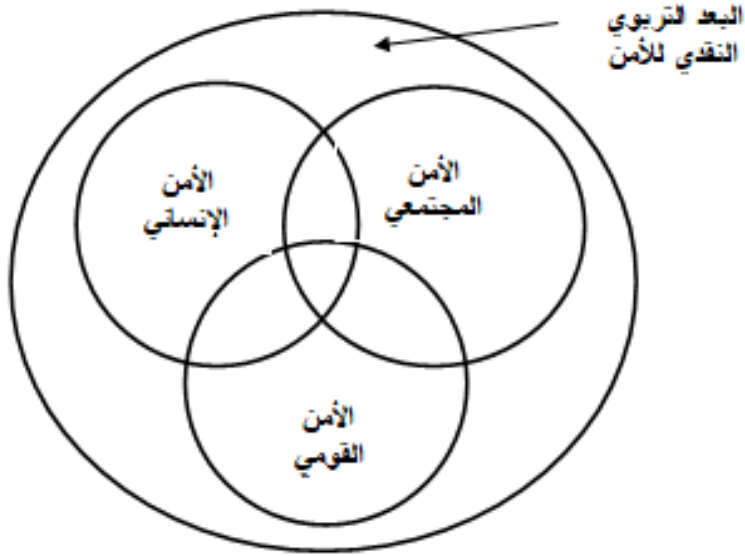 البعد التربوي
النقدي للأمن
الأمن
المجتمعي
الأمن
الإنساني
الأمن
القومي